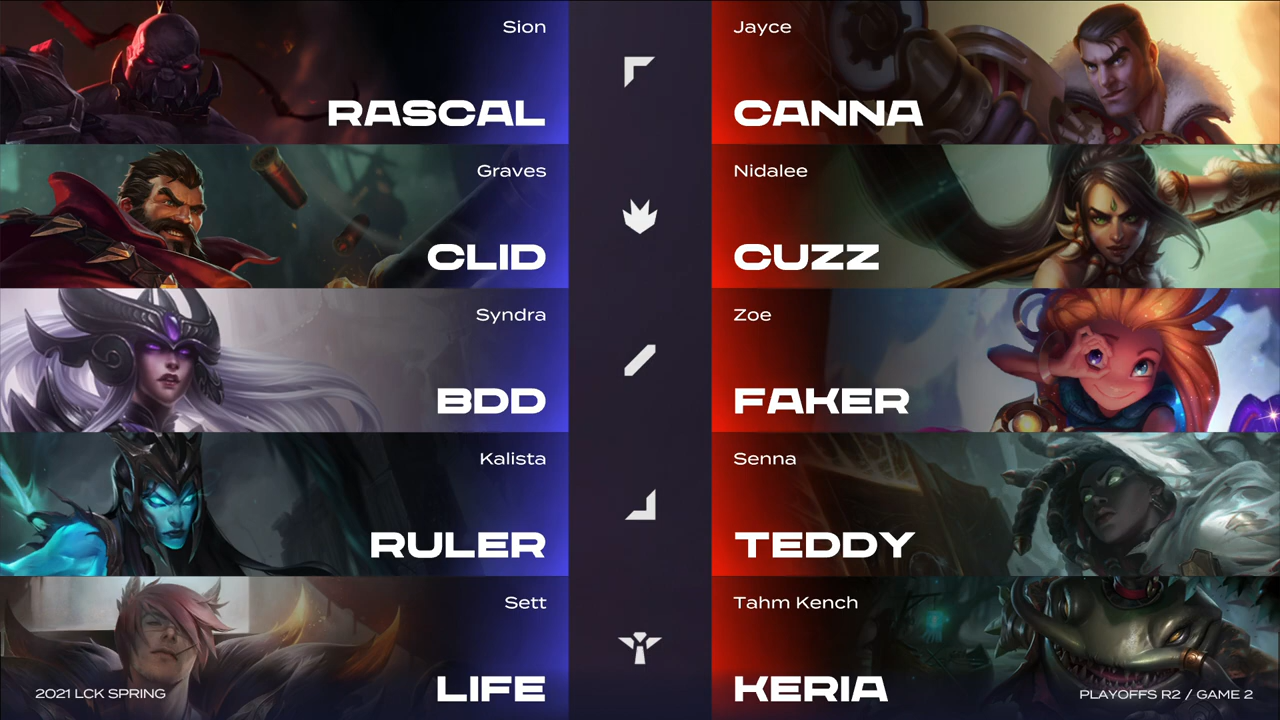 Sion
RASCAL
Jayce
CANNA
Graves
CLID
Nidalee
CUZZ
Syndra
BDD
Zoe
FAKER
Kalista
RULER
Senna
TEDDY
Sett
LIFE
Tahm Kench
KERIA
2021 LCK SPRING
PLAYOFFS R2 / GAME 2